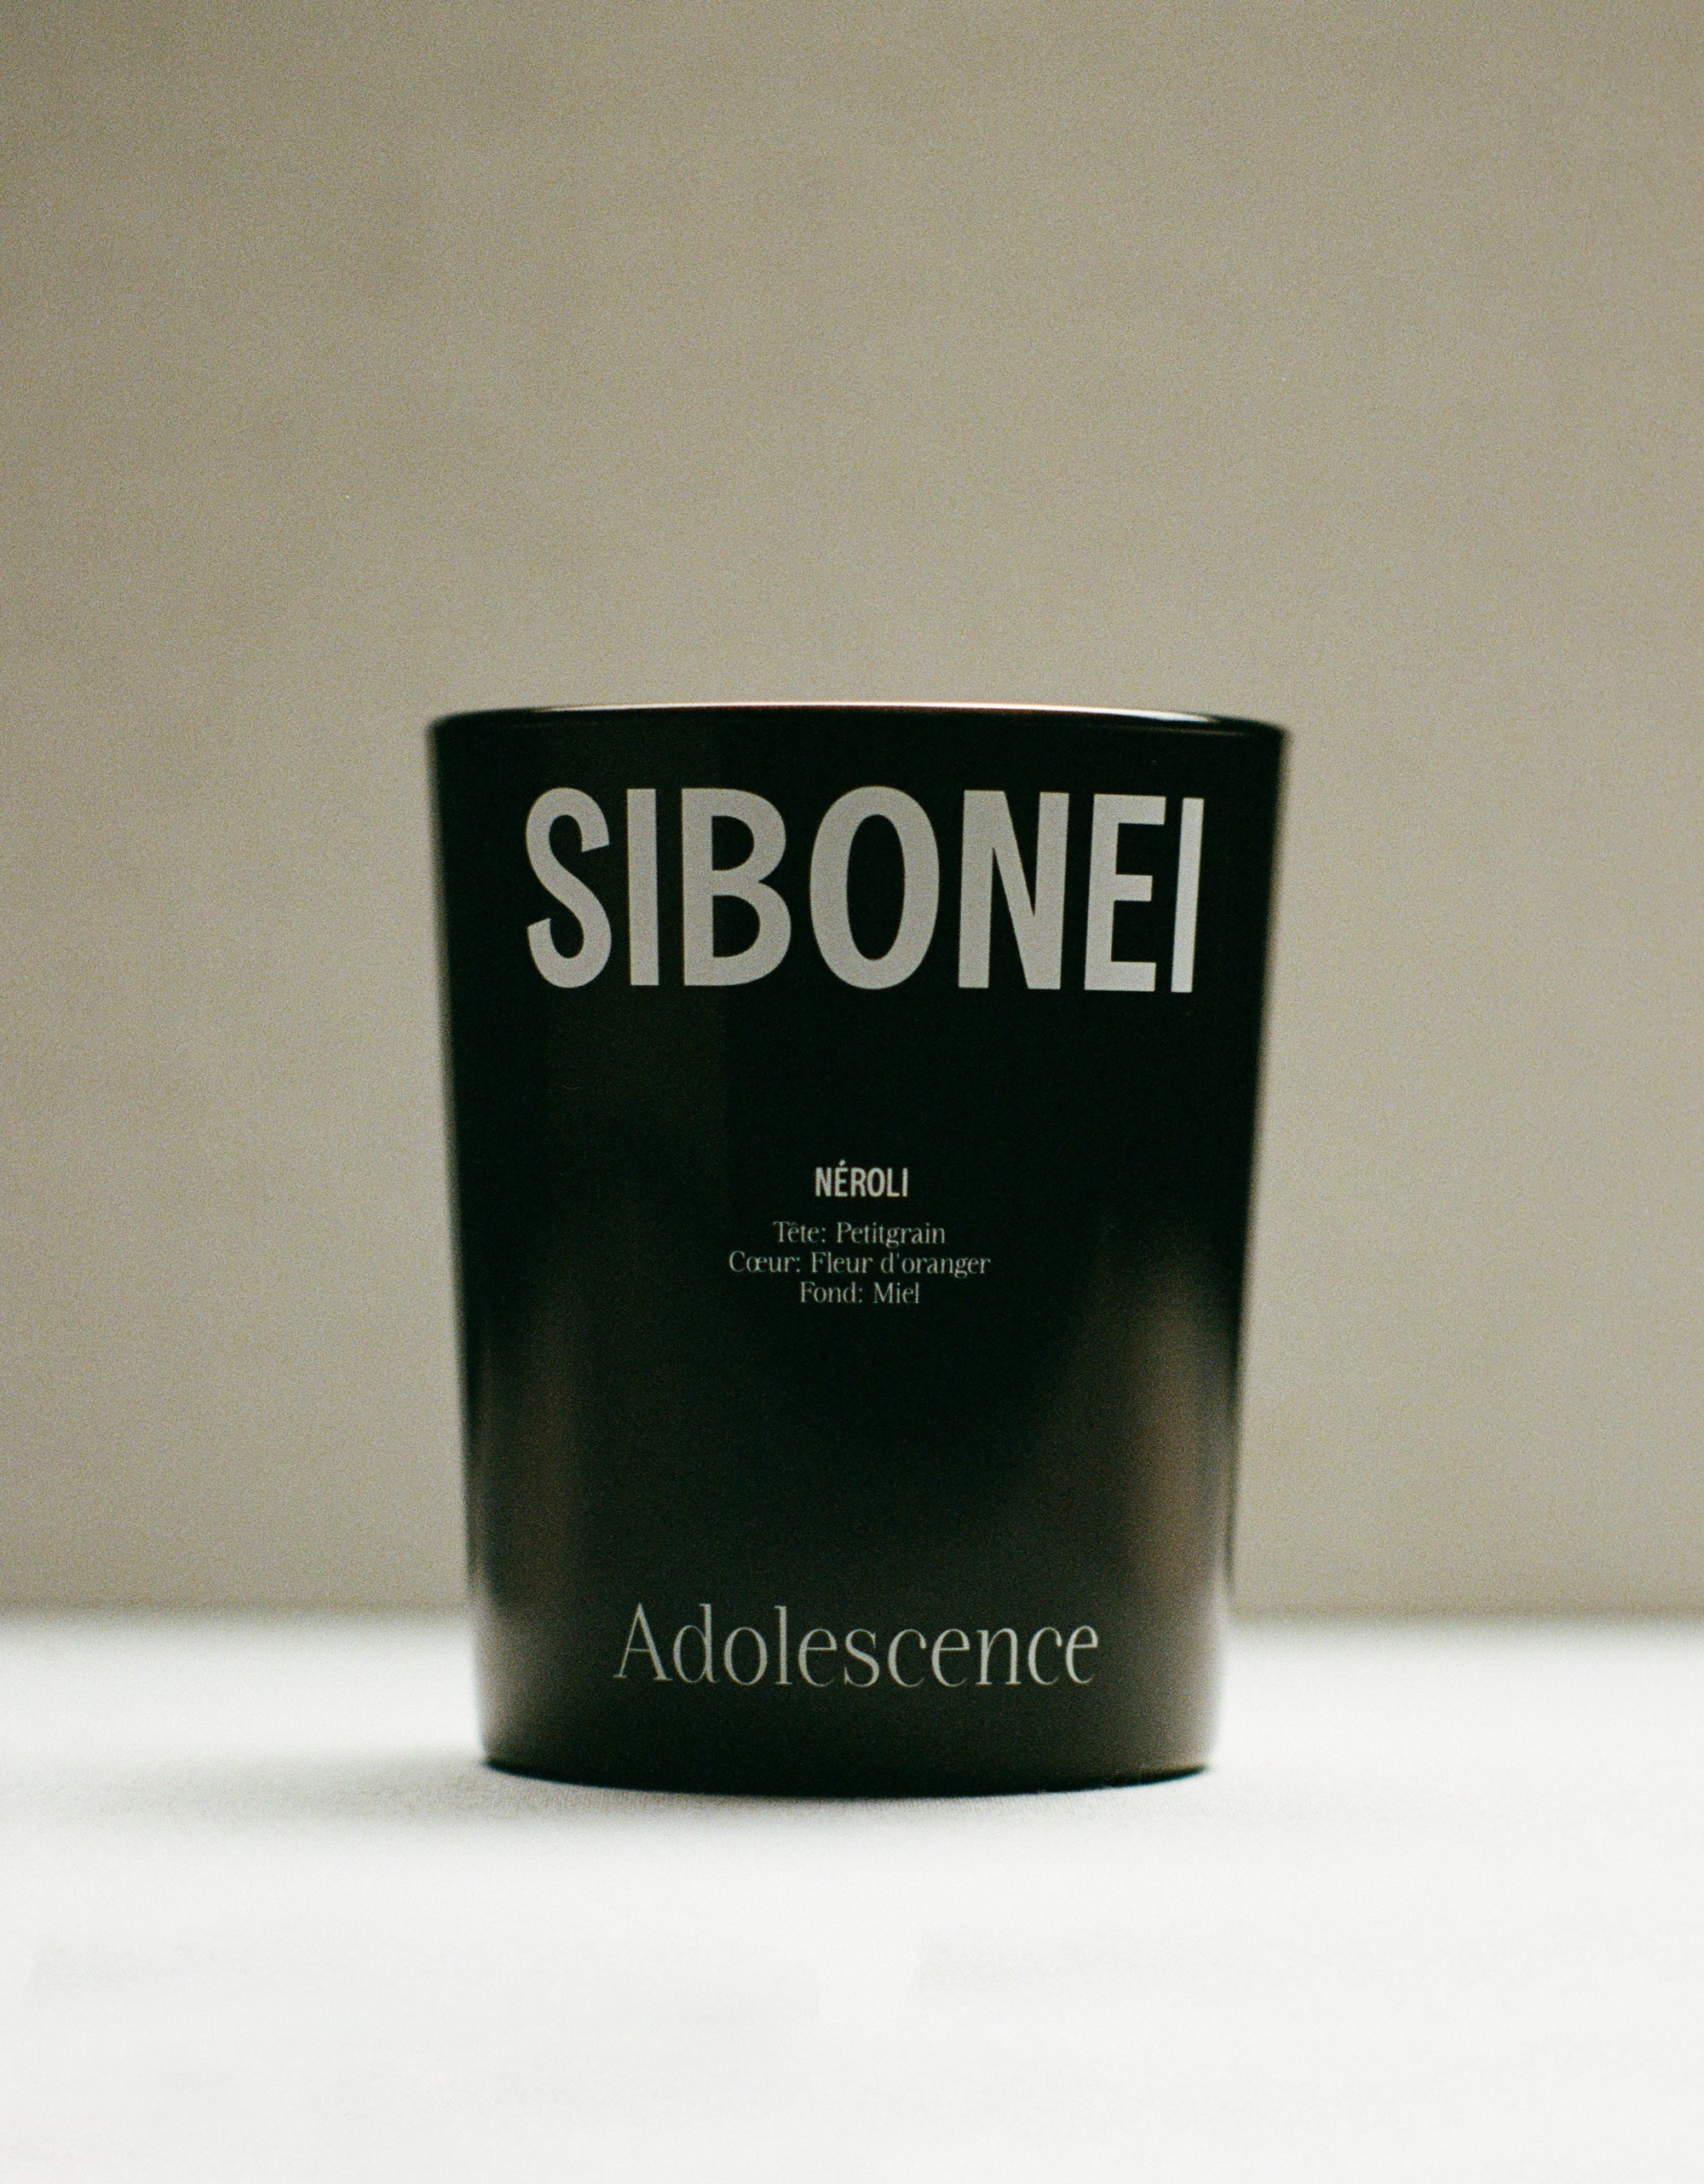 SIBONEI
NÉROLI
Tête: Petitgrain
Cœur: Fleur d'oranger
Fond: Miel
Adolescence